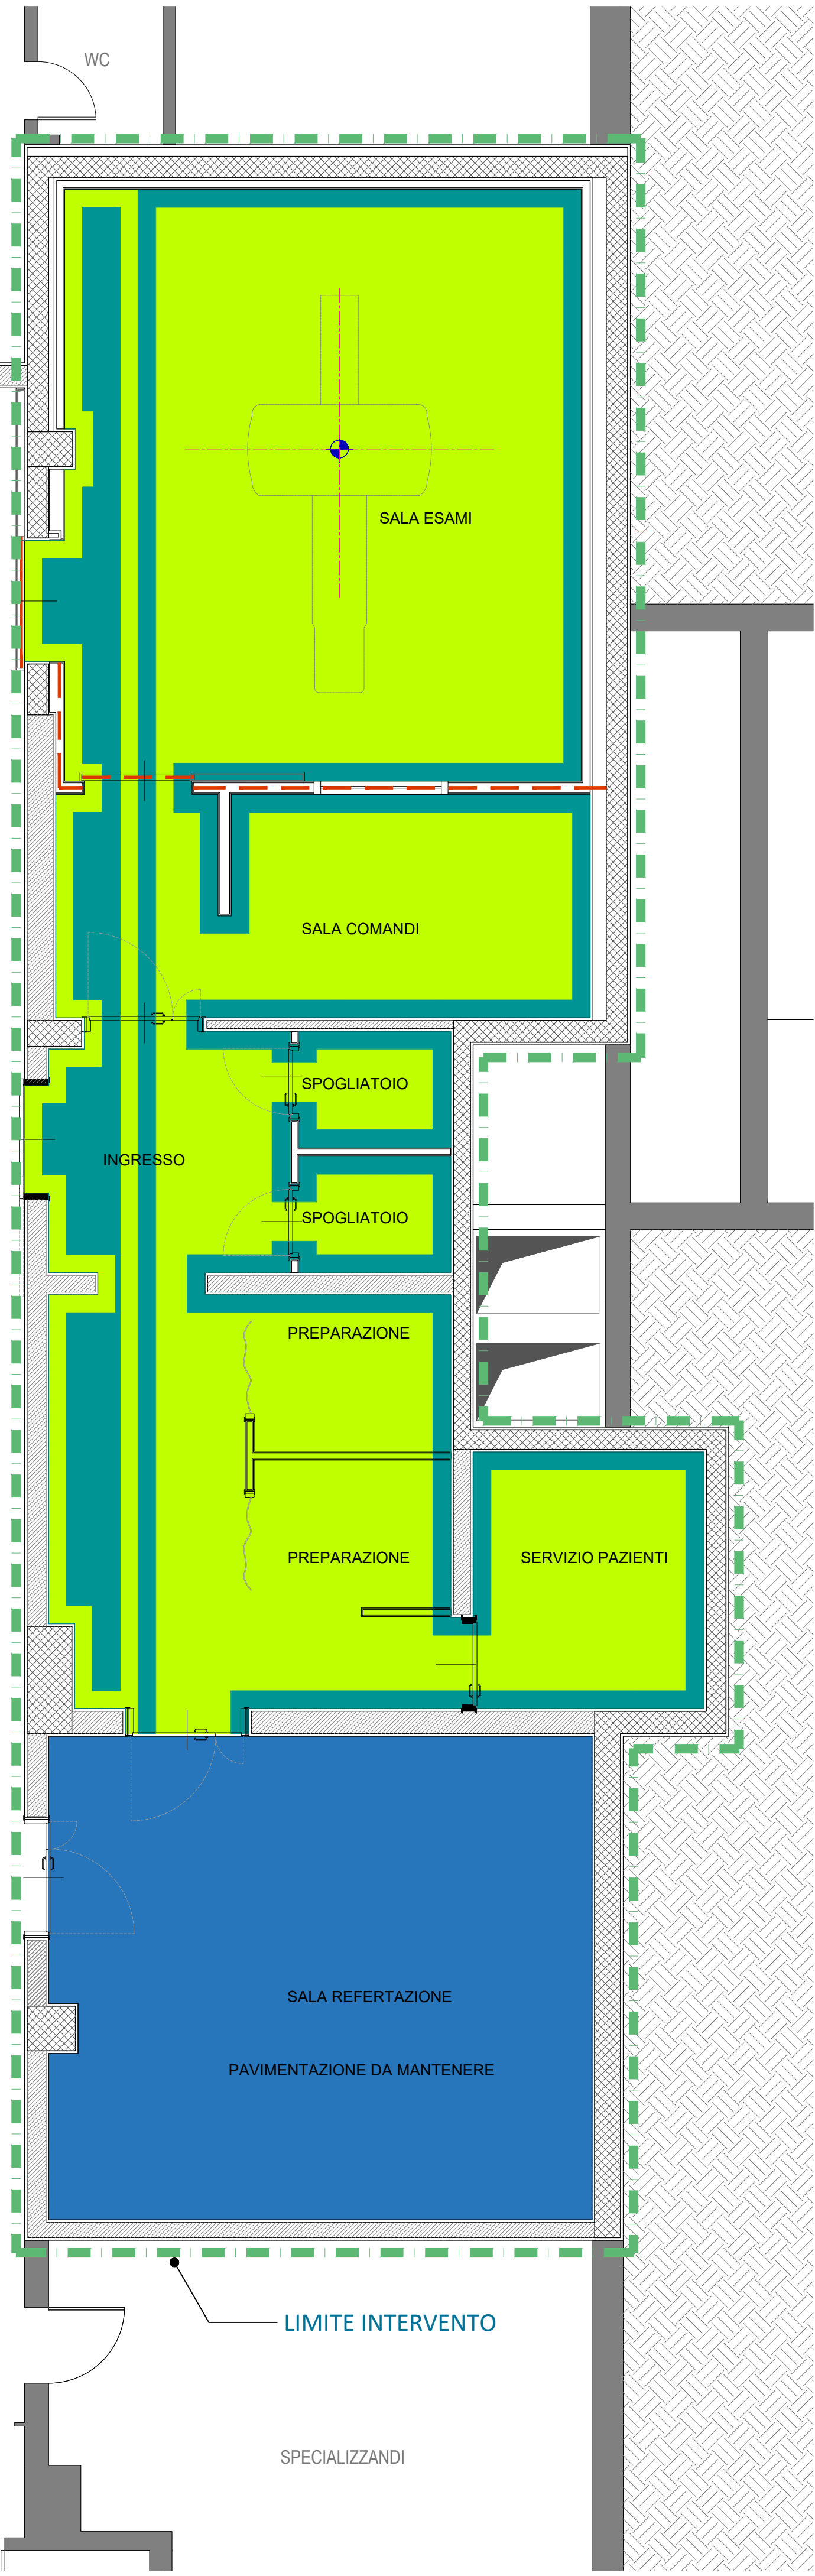 WC
SALA ESAMI
SALA COMANDI
SPOGLIATOIO
INGRESSO
SPOGLIATOIO
PREPARAZIONE
PREPARAZIONE
SERVIZIO PAZIENTI
SALA REFERTAZIONE
PAVIMENTAZIONE DA MANTENERE
LIMITE INTERVENTO
SPECIALIZZANDI